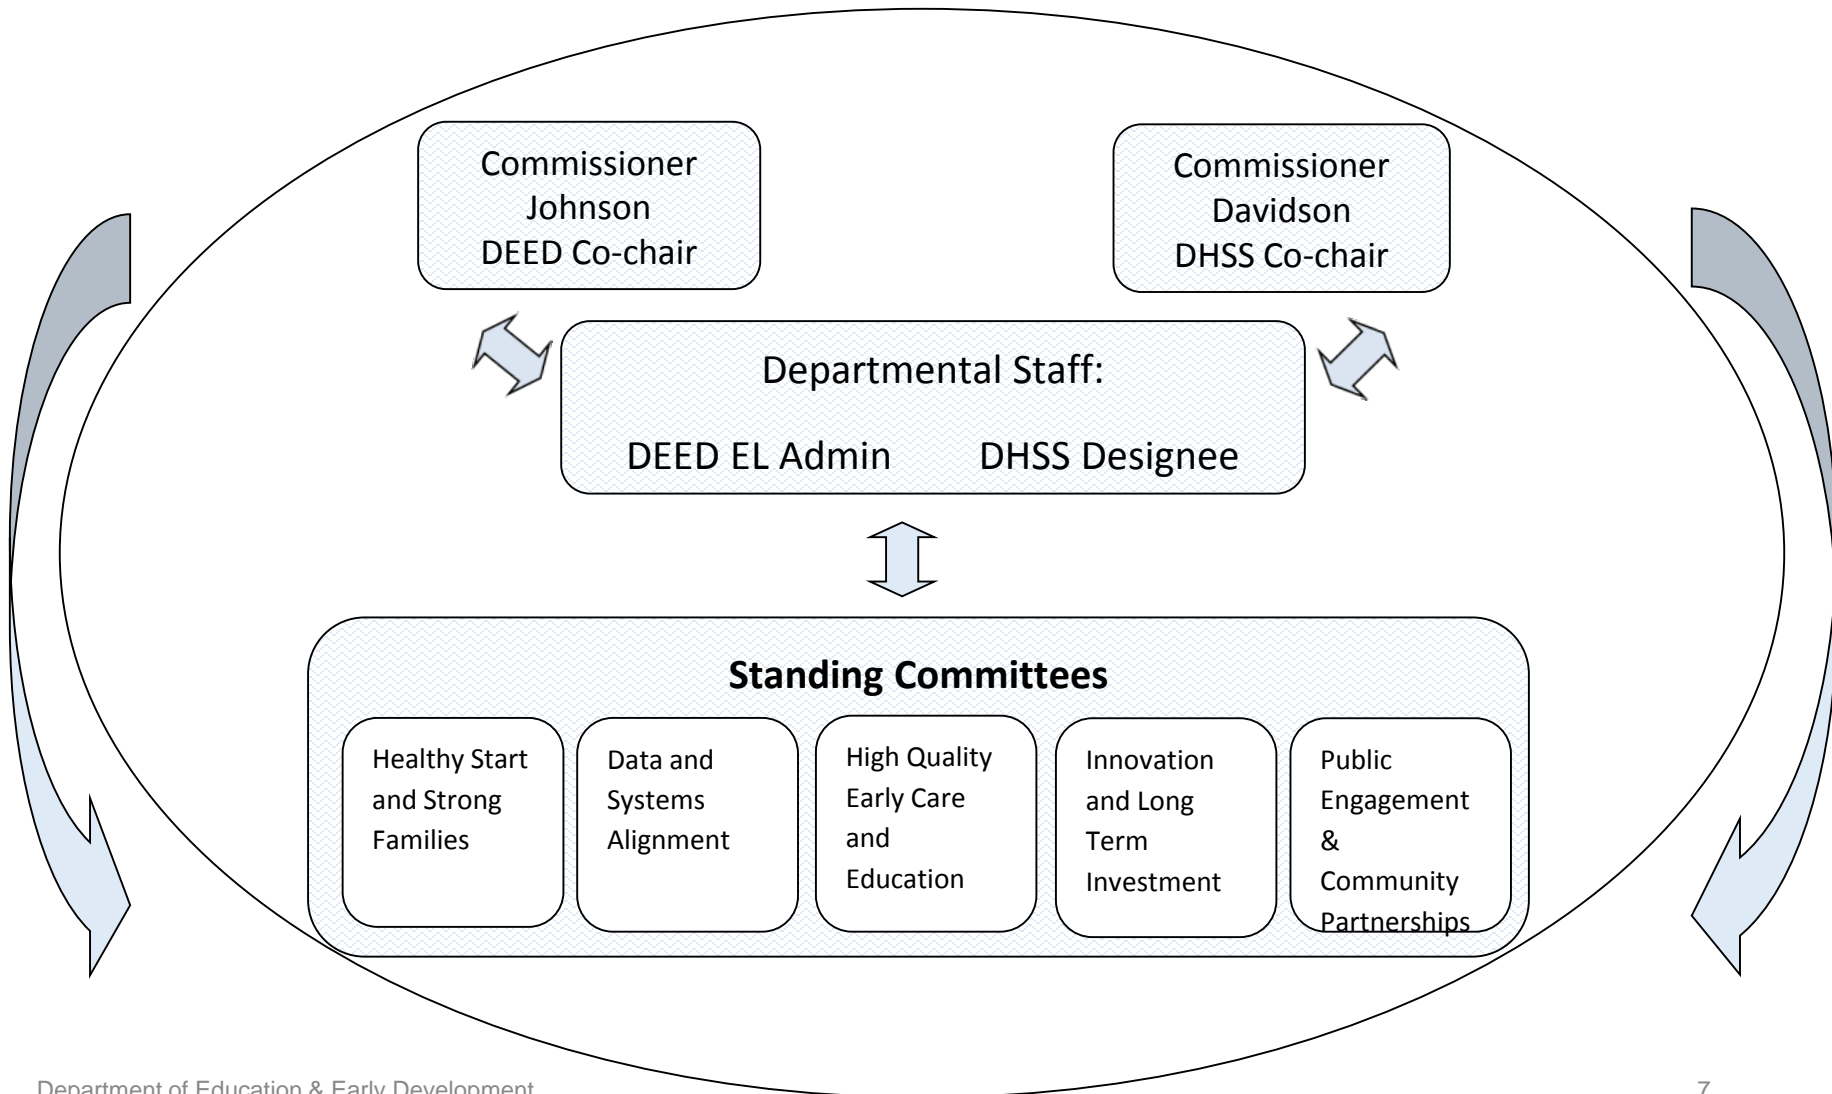 Commissioner
Johnson
DEED Co-chair
Commissioner
Davidson
DHSS Co-chair
Departmental Staff:
DEED EL Admin DHSS Designee
Standing Committees
Healthy Start
and Strong
Families
Data and
Systems
Alignment
High Quality
Early Care
and
Education
Innovation
and Long
Term
Investment
Public
Engagement
&
Community
Partnerships
Department of Education & Early Development
7